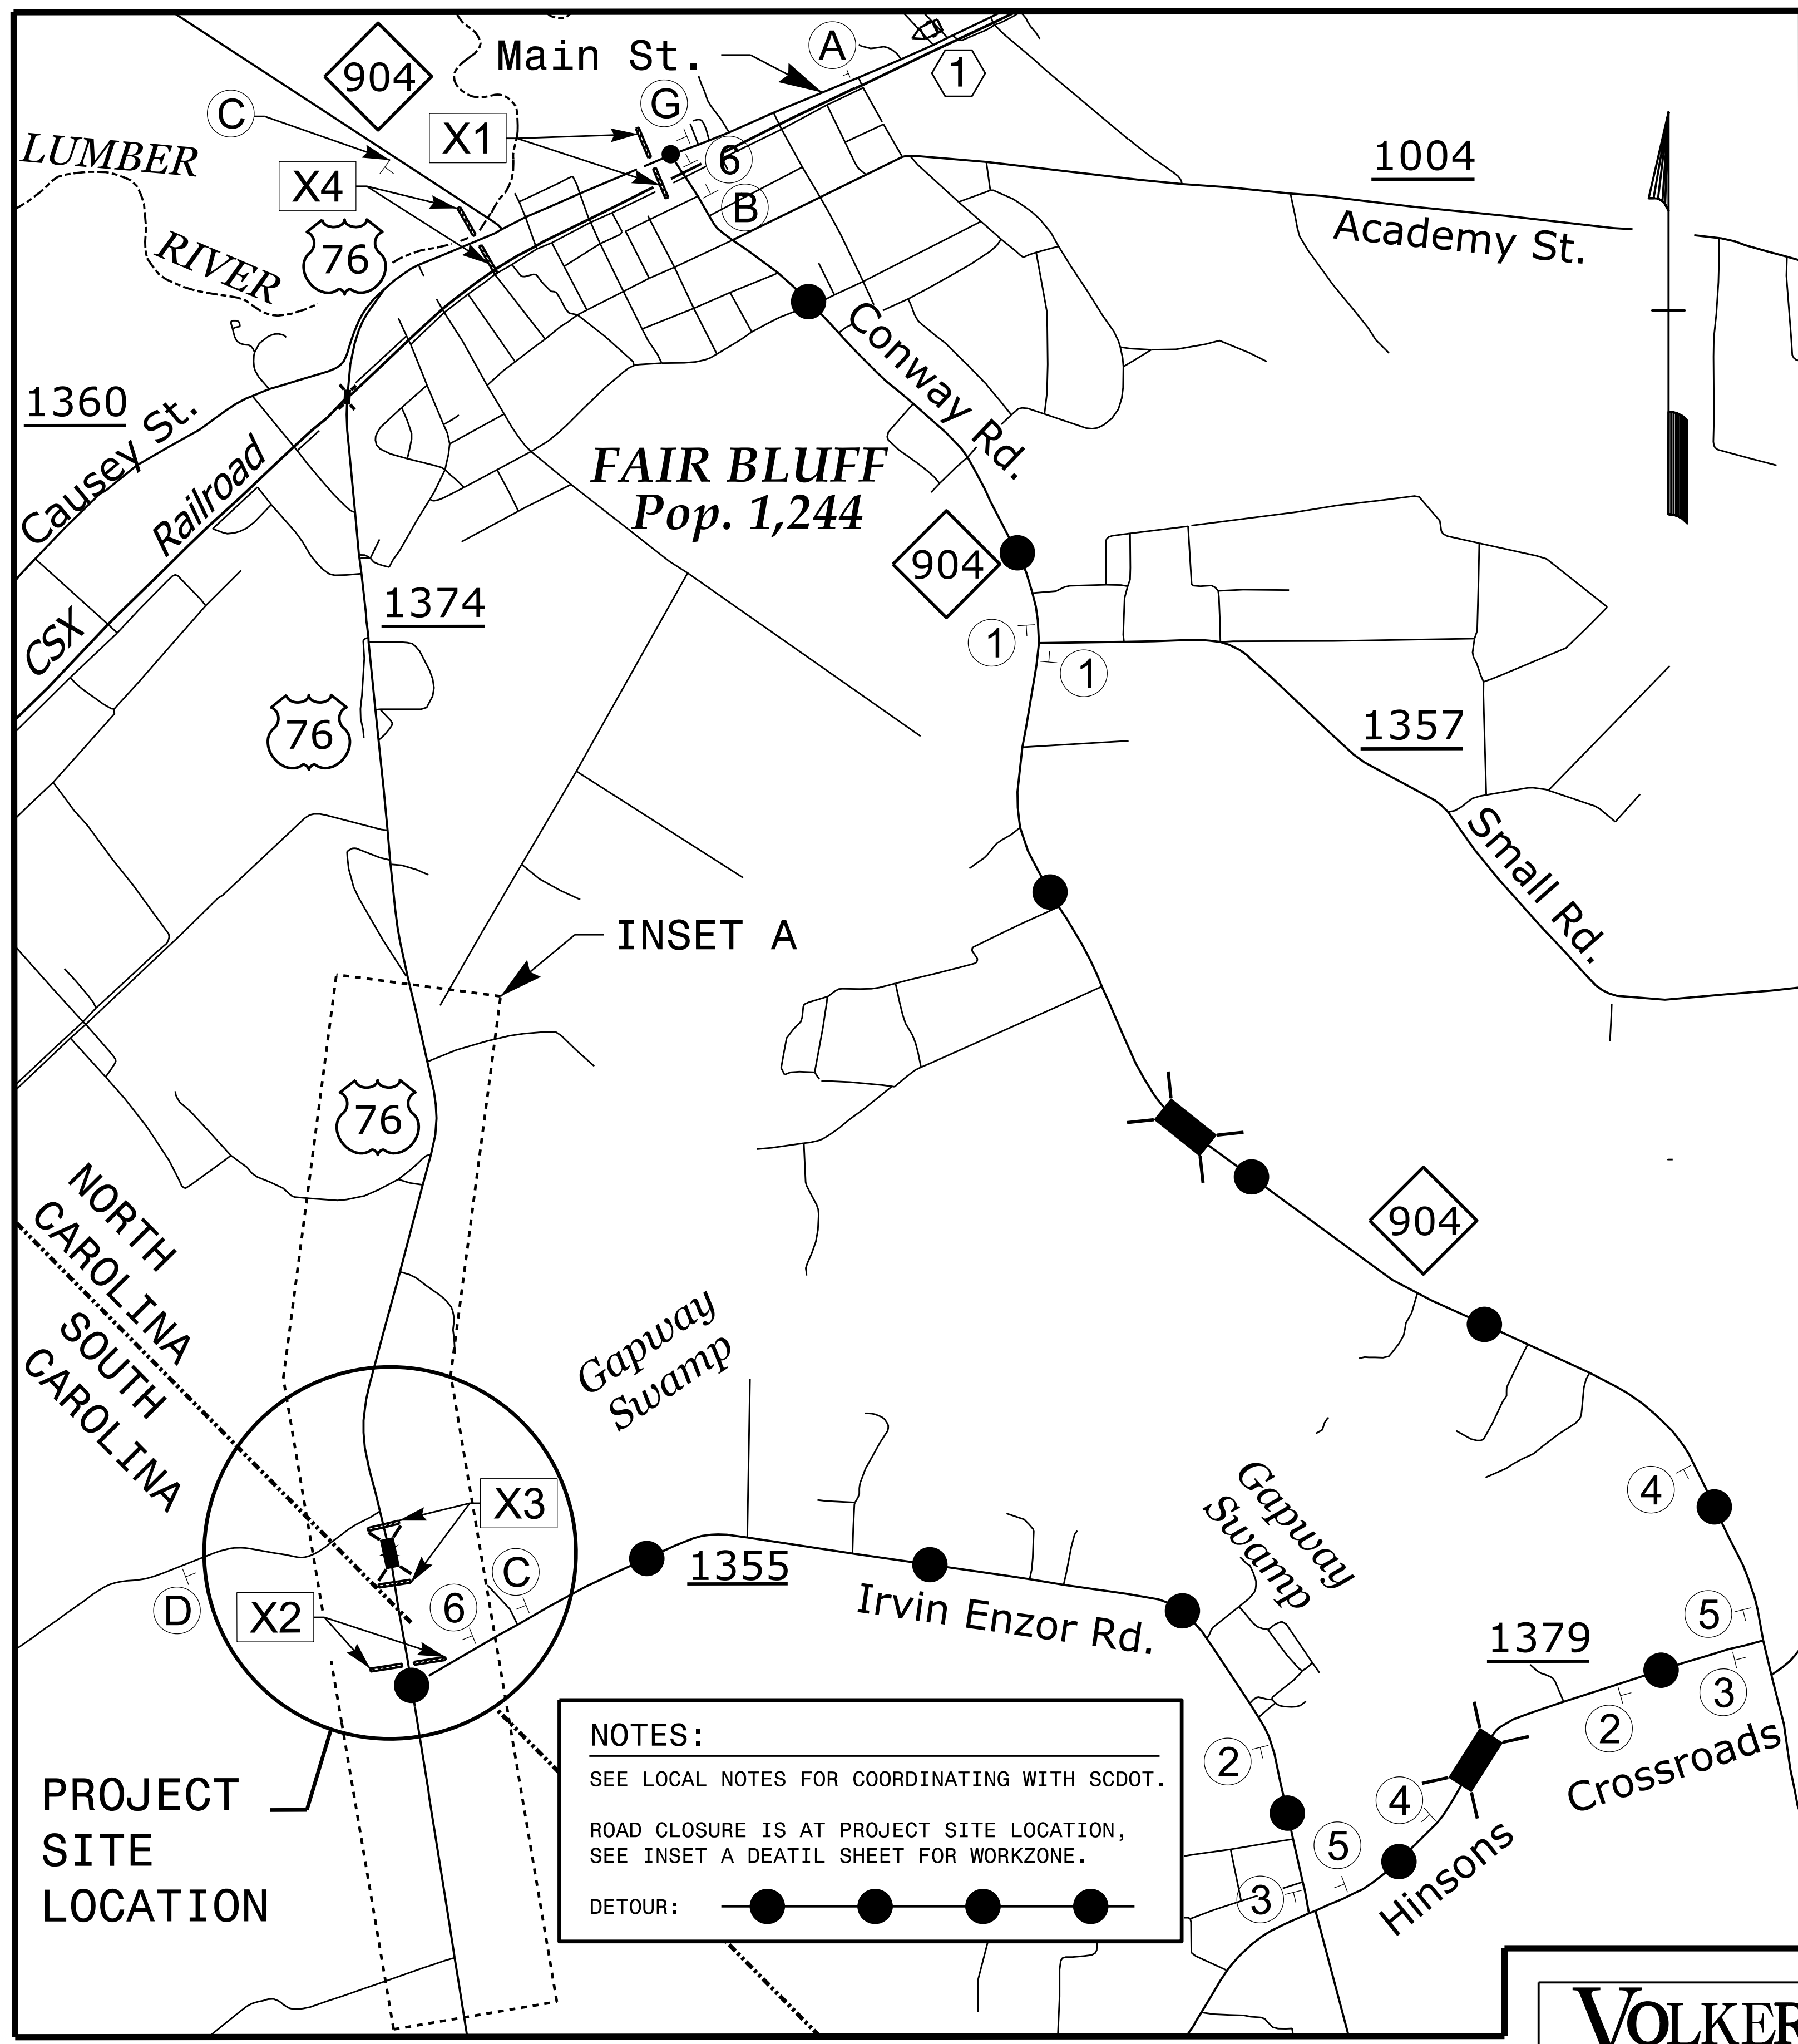 904
Main St.
A
1
C
G
X1
LUMBER
6
1004
X4
B
Academy St.
76
RIVER
Conway Rd.
1360
Causey St.
Railroad
FAIR BLUFF
Pop. 1,244
904
1374
CSX
1
1
76
1357
Small Rd.
INSET A
76
NORTH
CAROLINA
SOUTH
CAROLINA
904
Gapway
Swamp
Gapway
Swamp
4
X3
1355
C
D
X2
6
Irvin Enzor Rd.
5
1379
3
2
Crossroads
2
4
Hinsons
5
3
PROJECT
SITE
LOCATION
NOTES:
SEE LOCAL NOTES FOR COORDINATING WITH SCDOT.
ROAD CLOSURE IS AT PROJECT SITE LOCATION,
SEE INSET A DEATIL SHEET FOR WORKZONE.
DETOUR:
VOLKER